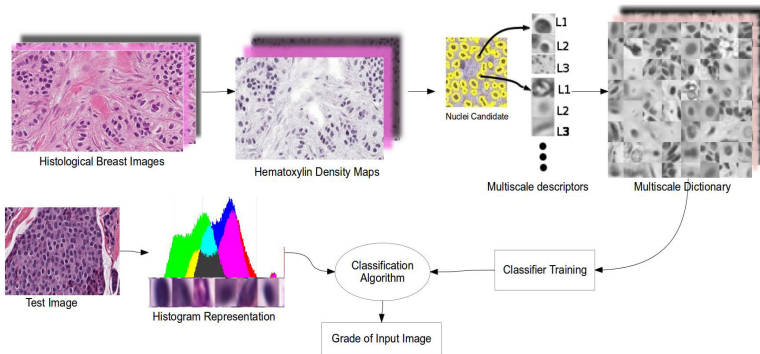 L1
L2
L3
L1
L2
L3
Nuclei Candidate
Histological Breast Images
Hematoxylin Density Maps
Multiscale descriptors
Multiscale Dictionary
Test Image
Histogram Representation
Classification
Algorithm
Classifier Training
Grade of Input Image